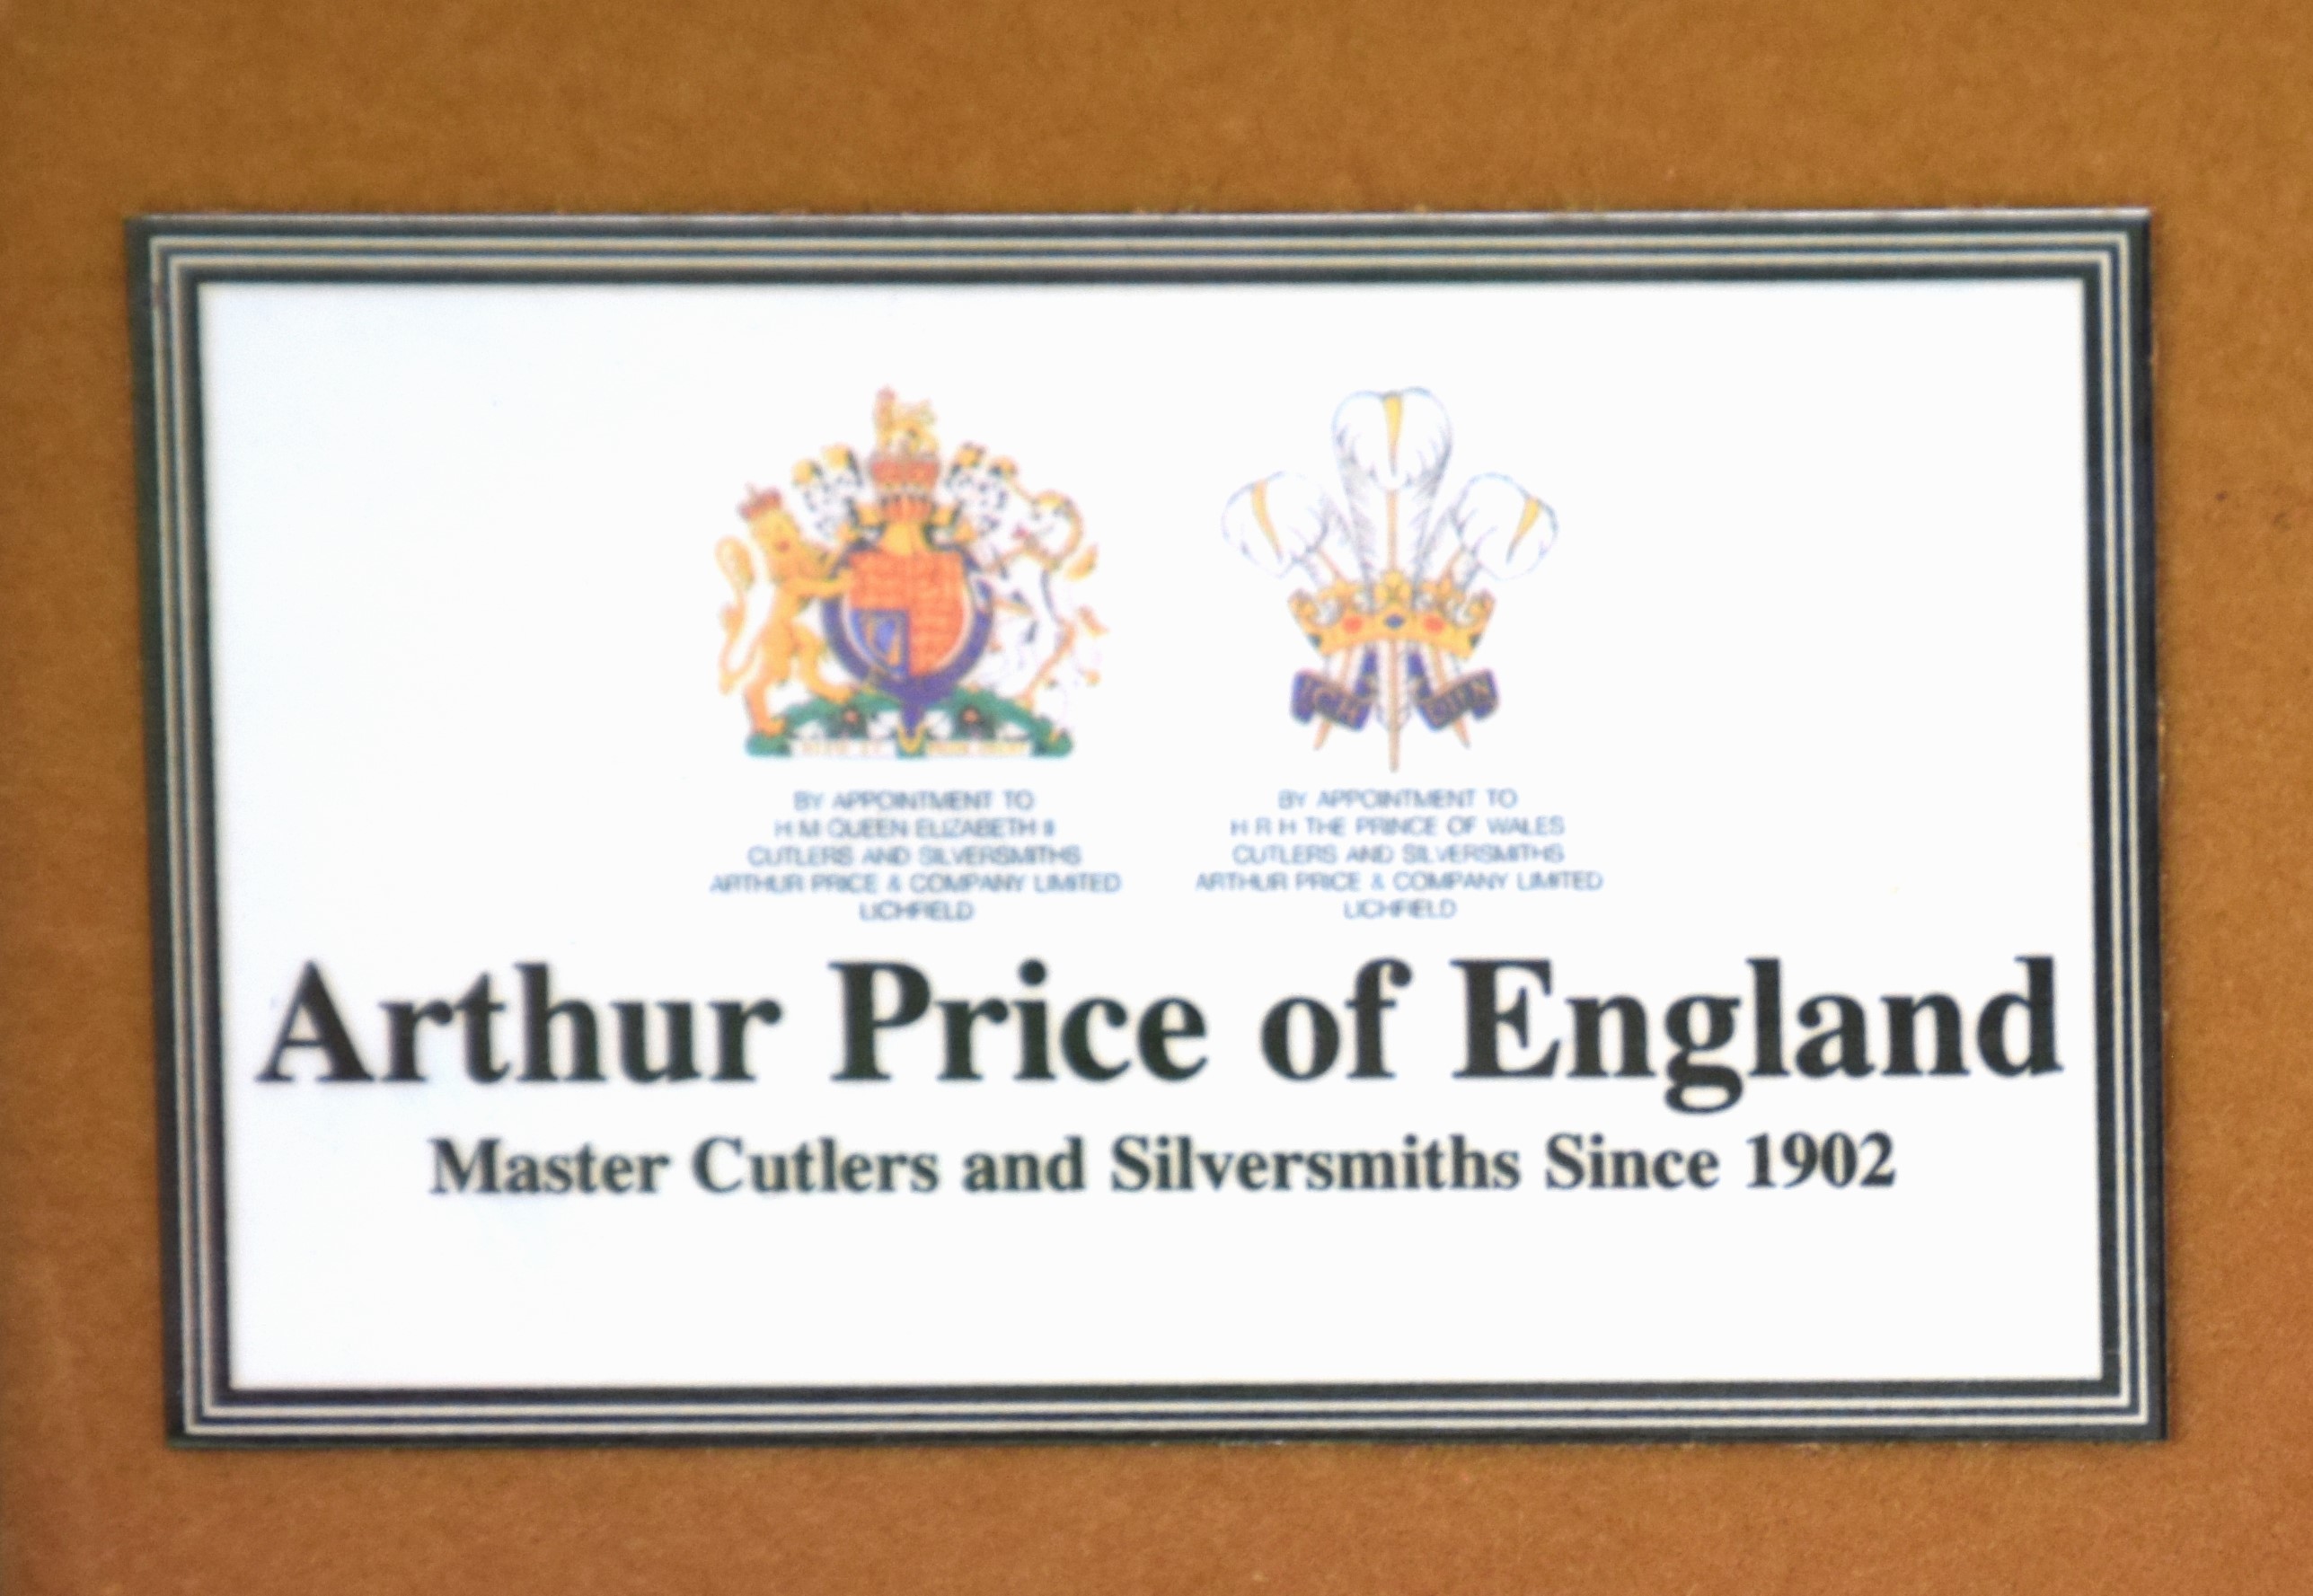 BY APPOINTMENT TO
H M QUEEN ELIZABETH II
CUTLERS AND SILVERSMITHS
ARTHUR PRICE & COMPANY LIMITED
LICHFIELD
ICH DIEN
BY APPOINTMENT TO
H R H THE PRINCE OF WALES
CUTLERS AND SILVERSMITHS
ARTHUR PRICE & COMPANY LIMITED
LICHFIELD
Arthur Price of England
Master Cutlers and Silversmiths Since 1902